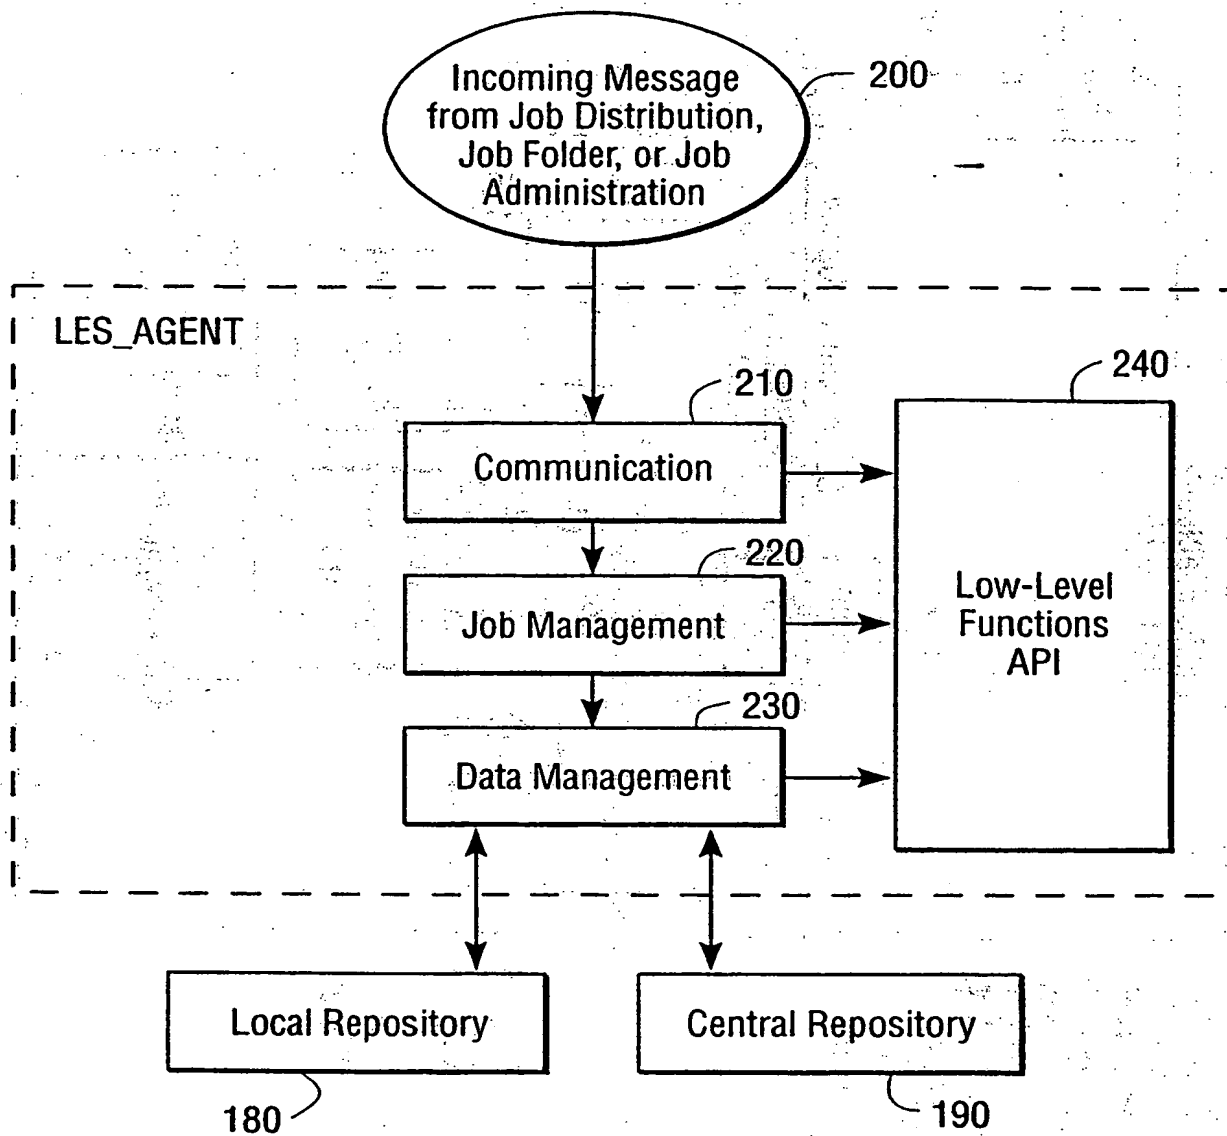 Incoming Message
from Job Distribution,
Job Folder, or Job
Administration
200
LES_AGENT
210
240
Communication
220
Low-Level
Functions
API
Job Management
230
Data Management
Local Repository
Central Repository
180
190